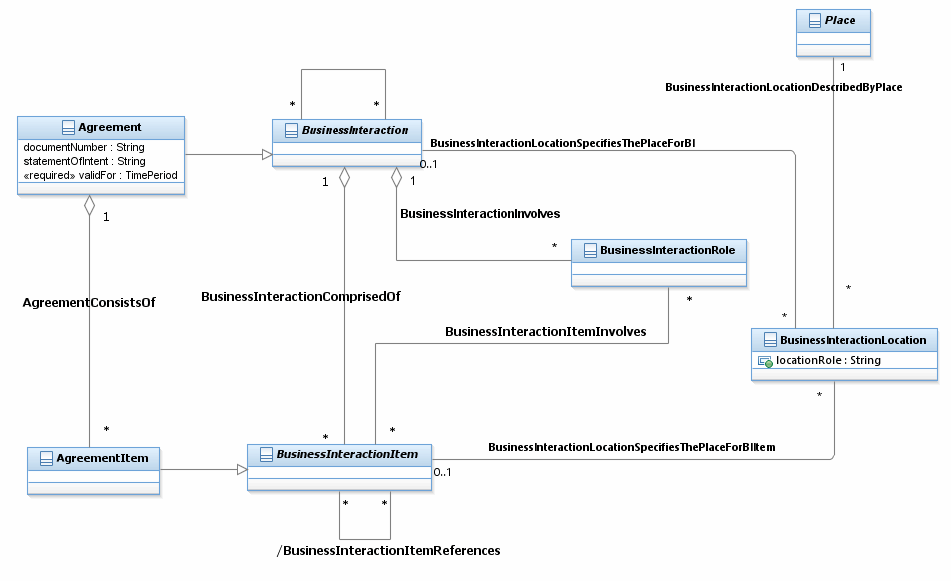 Place
1
BusinessInteractionLocationDescribedByPlace
* *
Agreement
documentNumber : String
statementOfIntent : String
«required» validFor : TimePeriod
BusinessInteraction
BusinessInteractionLocationSpecifiesThePlaceForBI
0..1
1 1
1
BusinessInteractionInvolves
*
BusinessInteractionRole
*
AgreementConsistsOf
BusinessInteractionComprisedOf
*
*
BusinessInteractionItemInvolves
BusinessInteractionLocation
locationRole : String
*
*
* *
AgreementItem
BusinessInteractionItem
BusinessInteractionLocationSpecifiesThePlaceForBIItem
0..1
* *
/BusinessInteractionItemReferences